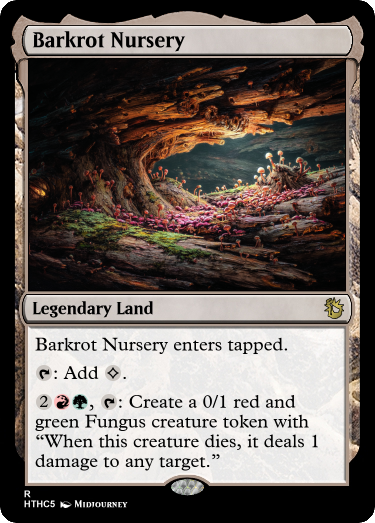 Barkrot Nursery
Legendary Land
Barkrot Nursery enters tapped.
: Add .
2, : Create a 0/1 red and
green Fungus creature token with
“When this creature dies, it deals 1
damage to any target.”
R
HTHC5 Midjourney